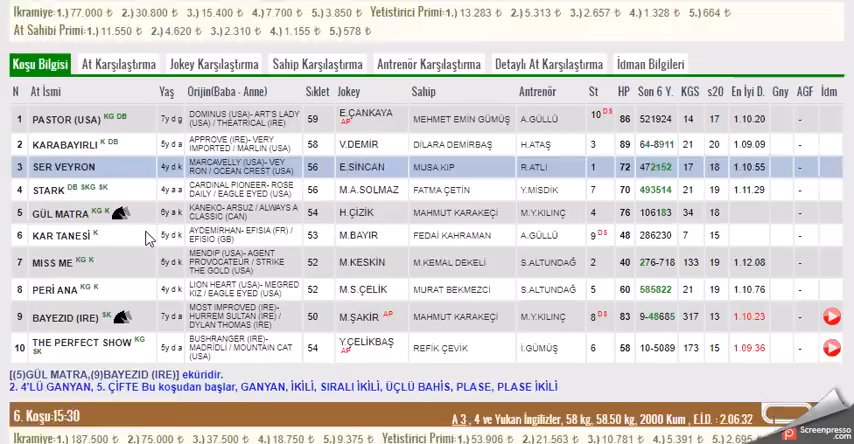 Ikramiye:1.) 77.000 ₺ 2.) 30.800 ₺ 3.) 15.400 ₺ 4.) 7.700 ₺ 5.) 3.850 ₺ Yetistirici Primi:1.) 13.283 ₺ 2.) 5.313 ₺ 3.) 2.657 ₺ 4.) 1.328 ₺ 5.) 664 ₺
At Sahibi Primi:1.) 11.550 ₺ 2.) 4.620 ₺ 3.) 2.310 ₺ 4.) 1.155 ₺ 5.) 578 ₺
Koşu Bilgisi At Karşılaştırma Jokey Karşılaştırma Sahip Karşılaştırma Antrenör Karşılaştırma Detaylı At Karşılaştırma İdman Bilgileri
N At İsmi Yaş Orijin(Baba - Anne) Sıklet Jokey Sahip Antrenör St HP Son 6 Y. KGS s20 En İyi D. Gny AGF İdm
1 PASTOR (USA) KG DB 7y d g DOMINUS (USA)- ART'S LADY (USA) / THEATRICAL (IRE) 59 E.ÇANKAYA AP MEHMET EMİN GÜMÜŞ A.GÜLLÜ 10 DS 86 521924 14 17 1.10.20 -
2 KARABAYIRLI K DB 5y d a APPROVE (IRE)- VERY IMPORTED / MARLIN (USA) 58 V.DEMİR DİLARA DEMİRBAŞ H.ATAŞ 3 89 64-8911 21 20 1.09.09 -
3 SER VEYRON 4y d k MARCAVELLY (USA)- VEY RON / OCEAN CREST (USA) 56 E.SİNCAN MUSA KIP R.ATLI 1 72 472152 17 18 1.10.55 -
4 STARK DB SKG SK 4y a a CARDINAL PIONEER- ROSE DAILY / EAGLE EYED (USA) 56 M.A.SOLMAZ FATMA ÇETİN Y.MİSDİK 7 70 493514 21 19 1.11.29 -
5 GÜL MATRA KG K 6y a k KANEKO- ARSUZ / ALWAYS A CLASSIC (CAN) 54 H.ÇİZİK MAHMUT KARAKEÇİ M.Y.KILINÇ 4 76 106183 34 18 -
6 KAR TANESİ K 5y d k AYDEMİRHAN- EFISIA (FR) / EFISIO (GB) 53 M.BAYIR FEDAİ KAHRAMAN A.GÜLLÜ 9 DS 48 286230 7 15 -
7 MISS ME KG K 5y d k MENDIP (USA)- AGENT PROVOCATEUR / STRIKE THE GOLD (USA) 52 M.KESKİN M.KEMAL DEKELİ S.ALTUNDAĞ 2 40 276-718 133 19 1.12.08 -
8 PERİ ANA KG K 4y d k LION HEART (USA)- MEGRED KIZ / EAGLE EYED (USA) 52 M.S.ÇELİK MURAT BEKMEZCİ S.ALTUNDAĞ 5 60 585822 21 19 1.10.76 -
9 BAYEZID (IRE) SK 7y d a MOST IMPROVED (IRE)- HURREM SULTAN (IRE) / DYLAN THOMAS (IRE) 50 M.ŞAKİR AP MAHMUT KARAKEÇİ M.Y.KILINÇ 8 DS 83 9-48685 317 13 1.10.23 -
10 THE PERFECT SHOW KG SK 5y d a BUSHRANGER (IRE)- MADRIDLI / MOUNTAIN CAT (USA) 54 Y.ÇELİKBAŞ AP REFİK ÇEVİK İ.GÜMÜŞ 6 58 10-5089 173 15 1.09.36 -
[(5)GÜL MATRA,(9)BAYEZID (IRE)] eküridir.
2. 4'LÜ GANYAN, 5. ÇİFTE Bu koşudan başlar, GANYAN, İKİLİ, SIRALI İKİLİ, ÜÇLÜ BAHİS, PLASE, PLASE İKİLİ
6. Koşu:15:30 A 3 , 4 ve Yukarı İngilizler, 58 kg, 58.50 kg, 2000 Kum , E.İ.D. : 2.06.32
Ikramiye:1.) 187.500 ₺ 2.) 75.000 ₺ 3.) 37.500 ₺ 4.) 18.750 ₺ 5.) 9.375 ₺ Yetistirici Primi:1.) 53.906 ₺ 2.) 21.563 ₺ 3.) 10.781 ₺ 4.) 5.391 ₺ 5.) 2.695
Screenpresso.com